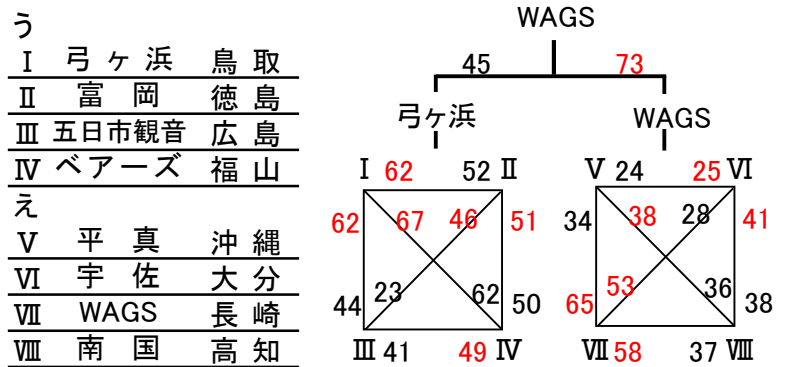 う
Ⅰ 弓ヶ浜 鳥取
Ⅱ 富岡 徳島
Ⅲ 五日市観音 広島
Ⅳ ベアーズ 福山
え
Ⅴ 平真 沖縄
Ⅵ 宇佐 大分
Ⅶ WAGS 長崎
Ⅷ 南国 高知
WAGS
45 73
弓ヶ浜 WAGS
Ⅰ 62 52 Ⅱ
62 67 46 51
44 23 62 50
Ⅲ 41 49 Ⅳ
Ⅴ 24 25 Ⅵ
34 38 28 41
65 53 36 38
Ⅶ 58 37 Ⅷ